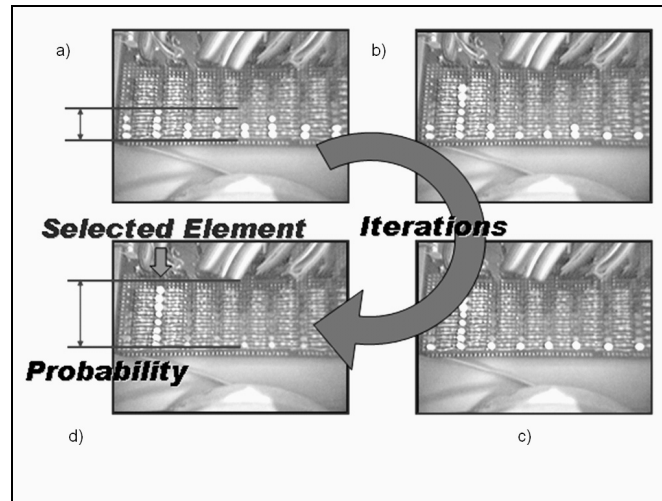 a)
b)
Selected Element
Iterations
Probability
d)
c)